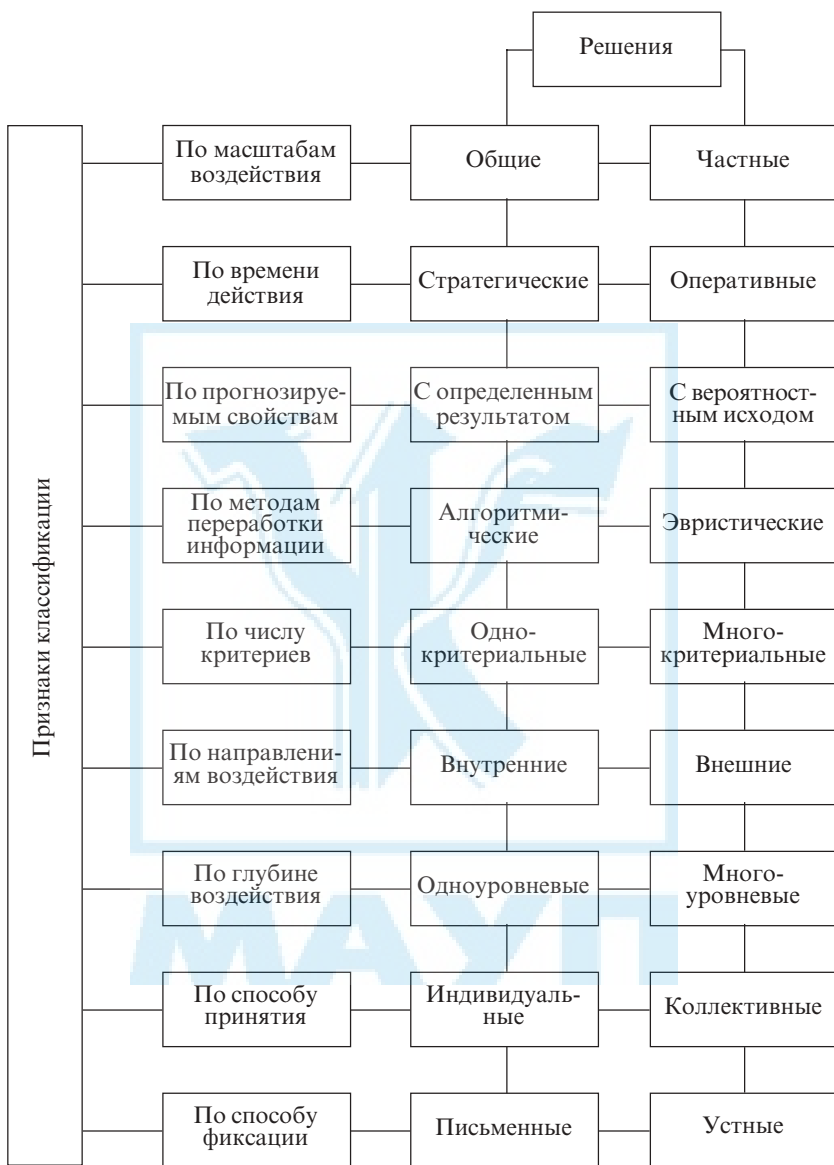 Решения
Признаки классификации
По масштабам
воздействия
Общие
Частные
По времени
действия
Стратегические
Оперативные
По прогнозируе-
мым свойствам
С определенным
результатом
С вероятност-
ным исходом
По методам
переработки
информации
Алгоритми-
ческие
Эвристические
По числу
критериев
Одно-
критериальные
Много-
критериальные
По направлени-
ям воздействия
Внутренние
Внешние
По глубине
воздействия
Одноуровневые
Много-
уровневые
МАУП
По способу
принятия
Индивидуаль-
ные
Коллективные
По способу
фиксации
Письменные
Устные